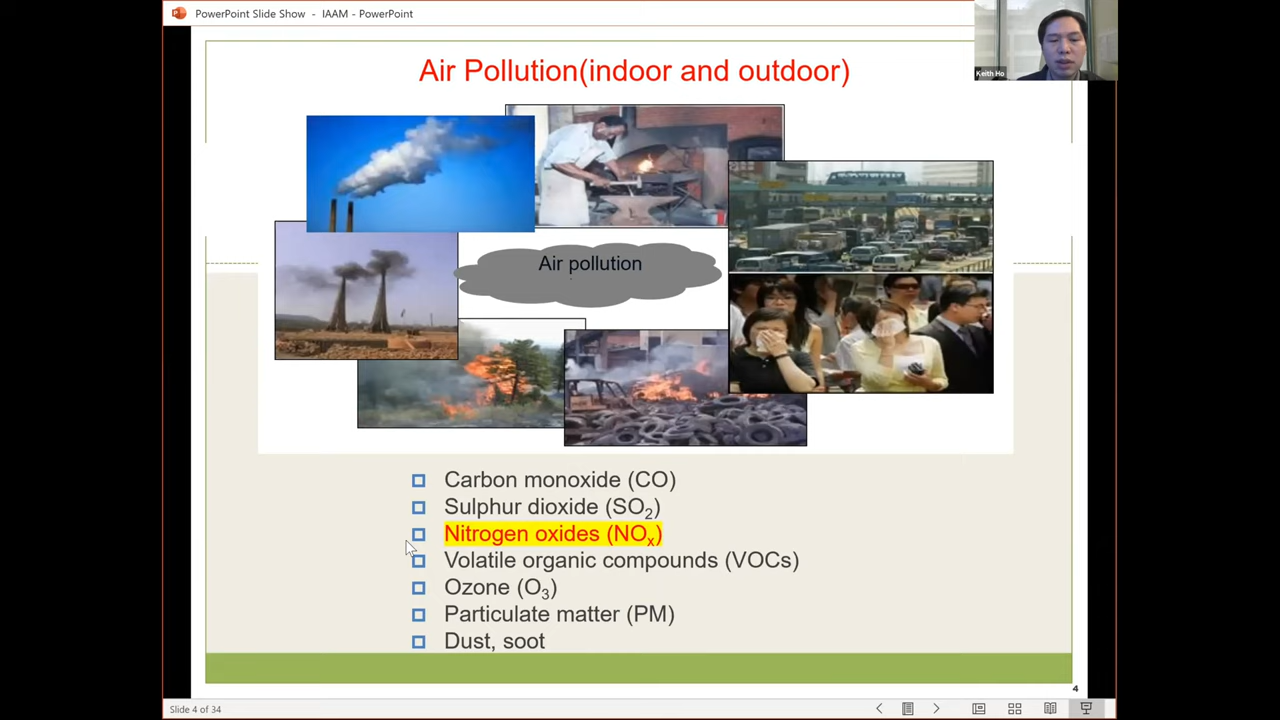 PowerPoint Slide Show - IAAM - PowerPoint
Keith Ho
Air Pollution(indoor and outdoor)
Air pollution
Carbon monoxide (CO)
Sulphur dioxide (SO₂)
Nitrogen oxides (NOₓ)
Volatile organic compounds (VOCs)
Ozone (O₃)
Particulate matter (PM)
Dust, soot
4
Slide 4 of 34